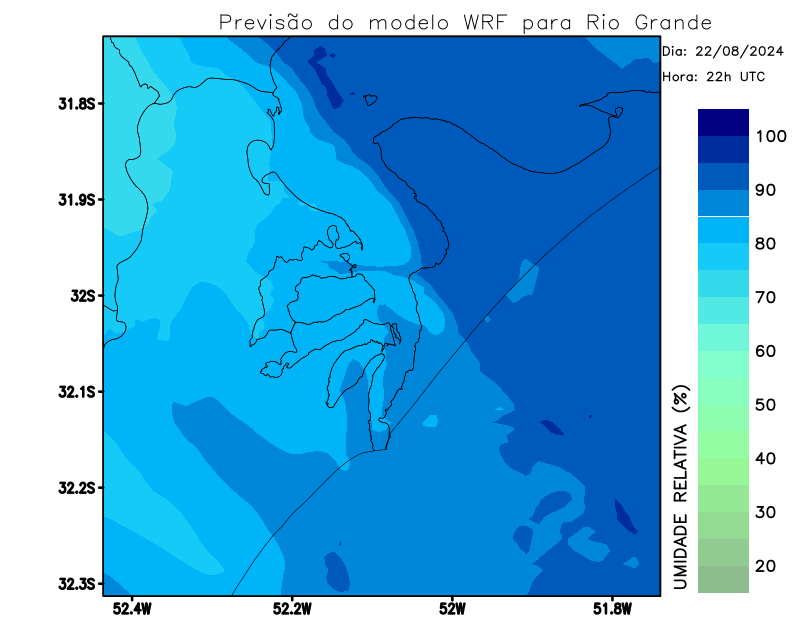 Previsão do modelo WRF para Rio Grande
Dia: 22/08/2024
Hora: 22h UTC
31.8S
31.9S
32S
32.1S
32.2S
32.3S
52.4W
52.2W
52W
51.8W
100
90
80
70
60
50
40
30
20
UMIDADE RELATIVA (%)